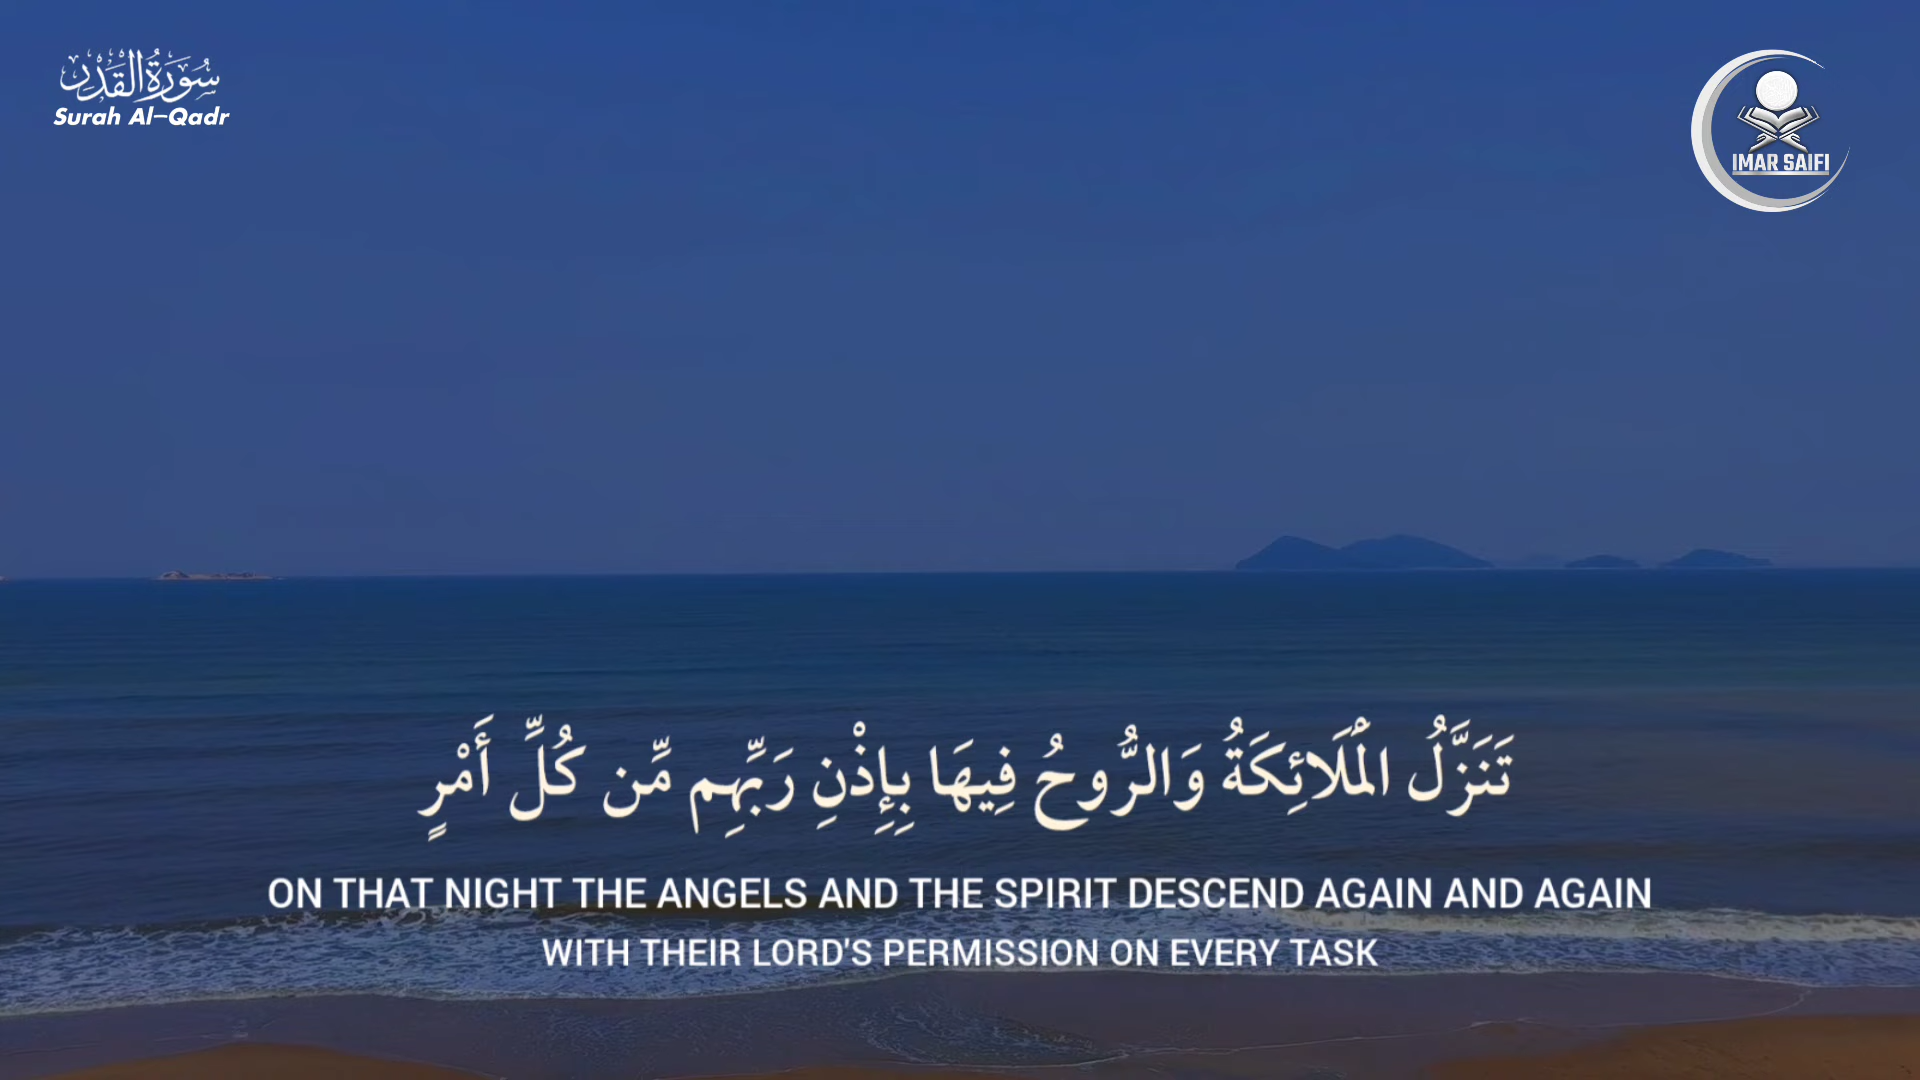 سُورَةُ القَدْرِ
Surah Al-Qadr
IMAR SAIFI
تَنَزَّلُ الْمَلَائِكَةُ وَالرُّوحُ فِيهَا بِإِذْنِ رَبِّهِم مِّن كُلِّ أَمْرٍ
ON THAT NIGHT THE ANGELS AND THE SPIRIT DESCEND AGAIN AND AGAIN
WITH THEIR LORD'S PERMISSION ON EVERY TASK